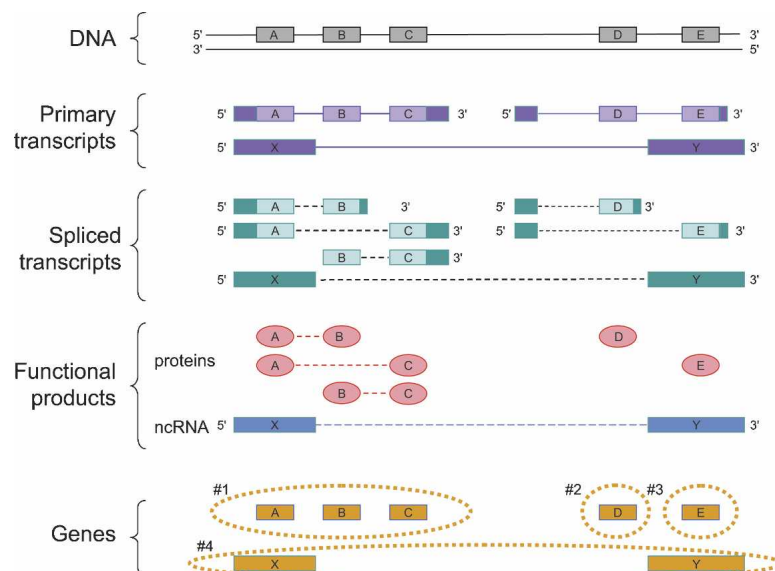 DNA
5' A B C D E 3'
3' 5'
Primary
transcripts
5' A B C 3' 5' D E 3'
5' X Y 3'
Spliced
transcripts
A B 3' D 3'
5' 5'
5' A C 3' 5' E 3'
B C 3'
5' X Y 3'
Functional
products
proteins
A B D
A C E
B C
ncRNA 5' X Y 3'
Genes
#1 #2 #3
A B C D E
#4
X Y